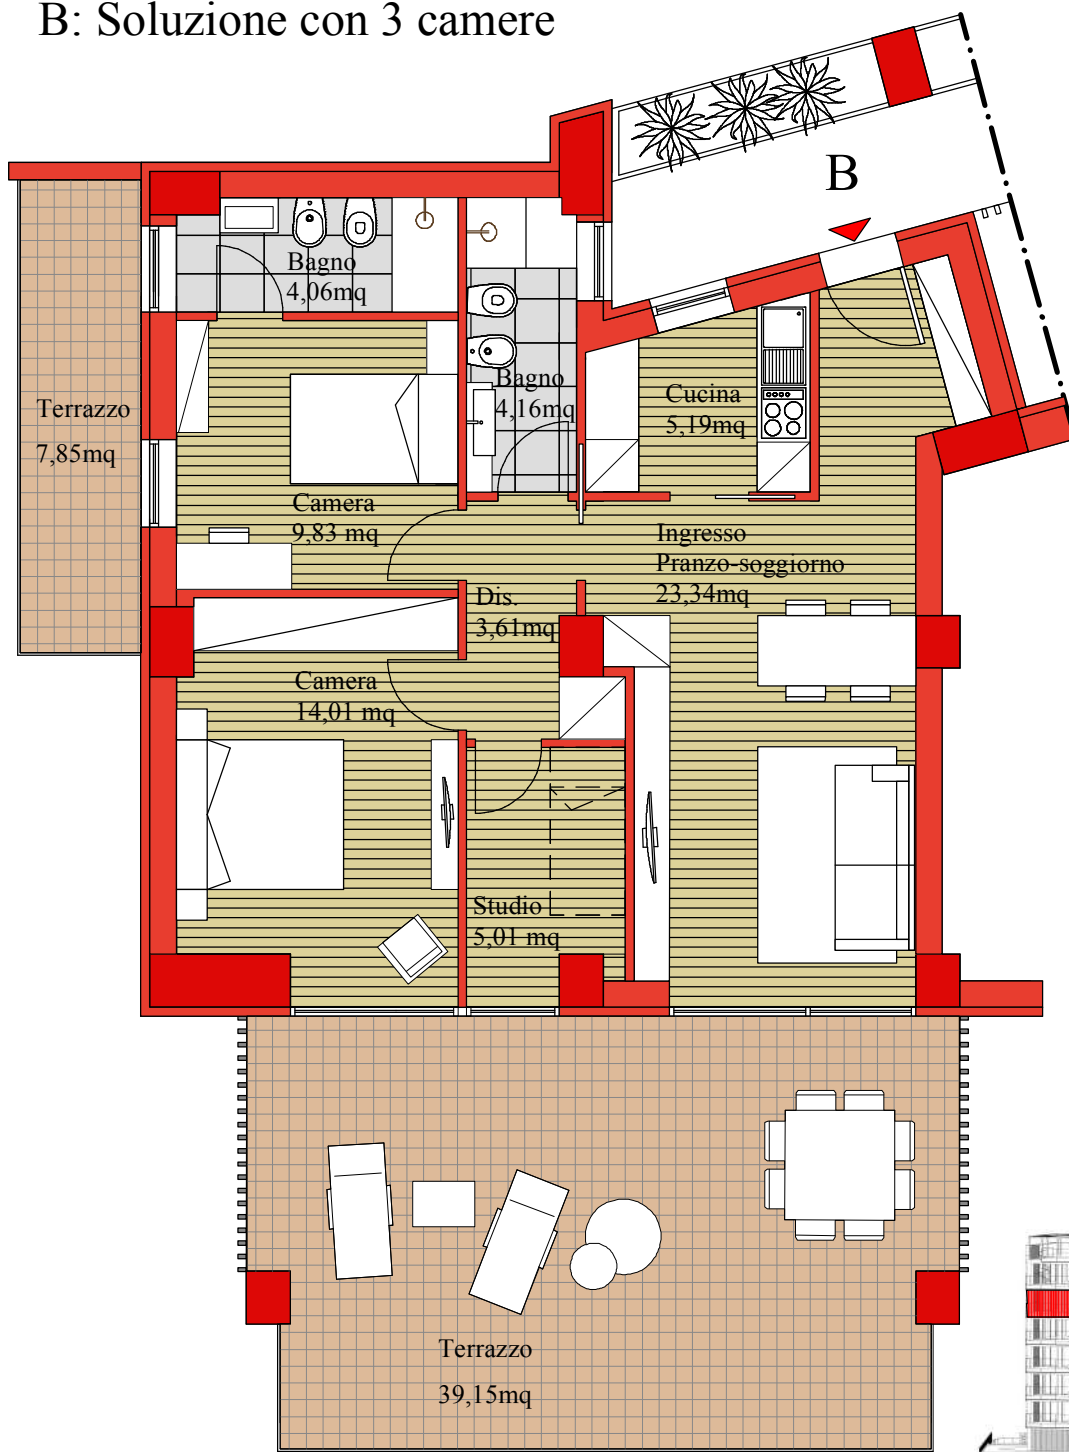 B: Soluzione con 3 camere
B
Bagno
4,06mq
Bagno
4,16mq
Cucina
5,19mq
Terrazzo
7,85mq
Camera
9,83 mq
Ingresso
Pranzo-soggiorno
23,34mq
Dis.
3,61mq
Camera
14,01 mq
Studio
5,01 mq
Terrazzo
39,15mq